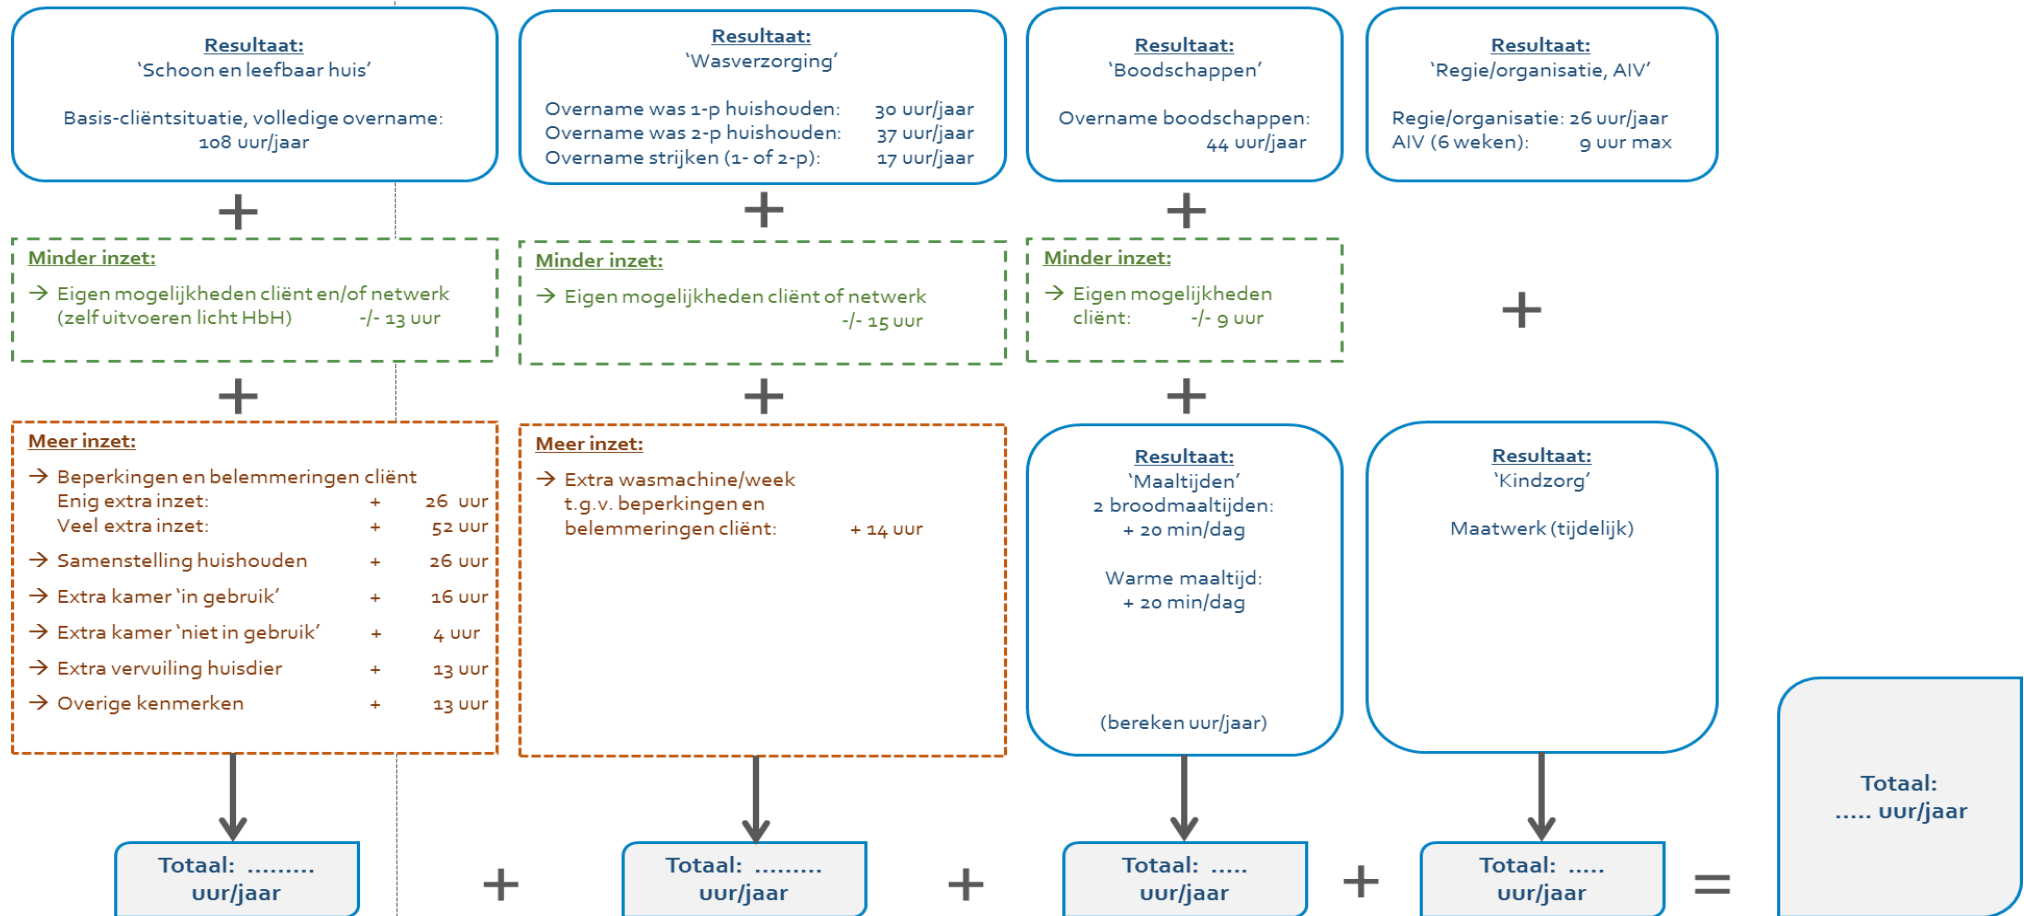 Resultaat:
‘Schoon en leefbaar huis’
Basis-cliëntsituatie, volledige overname:
108 uur/jaar
+
Minder inzet:
→ Eigen mogelijkheden cliënt en/of netwerk
(zelf uitvoeren licht HbH) -/- 13 uur
+
Meer inzet:
→ Beperkingen en belemmeringen cliënt
Enig extra inzet: + 26 uur
Veel extra inzet: + 52 uur
→ Samenstelling huishouden + 26 uur
→ Extra kamer ‘in gebruik’ + 16 uur
→ Extra kamer ‘niet in gebruik’ + 4 uur
→ Extra vervuiling huisdier + 13 uur
→ Overige kenmerken + 13 uur
Totaal: .........
uur/jaar
+
Resultaat:
‘Wasverzorging’
Overname was 1-p huishouden: 30 uur/jaar
Overname was 2-p huishouden: 37 uur/jaar
Overname strijken (1- of 2-p): 17 uur/jaar
+
Minder inzet:
→ Eigen mogelijkheden cliënt of netwerk
-/- 15 uur
+
Meer inzet:
→ Extra wasmachine/week
t.g.v. beperkingen en
belemmeringen cliënt: + 14 uur
Totaal: .........
uur/jaar
+
Resultaat:
‘Boodschappen’
Overname boodschappen:
44 uur/jaar
+
Minder inzet:
→ Eigen mogelijkheden
cliënt: -/- 9 uur
+
Resultaat:
‘Maaltijden’
2 broodmaaltijden:
+ 20 min/dag
Warme maaltijd:
+ 20 min/dag
(bereken uur/jaar)
Totaal: .....
uur/jaar
+
Resultaat:
‘Regie/organisatie, AIV’
Regie/organisatie: 26 uur/jaar
AIV (6 weken): 9 uur max
+
Resultaat:
‘Kindzorg’
Maatwerk (tijdelijk)
Totaal: .....
uur/jaar
=
Totaal:
..... uur/jaar